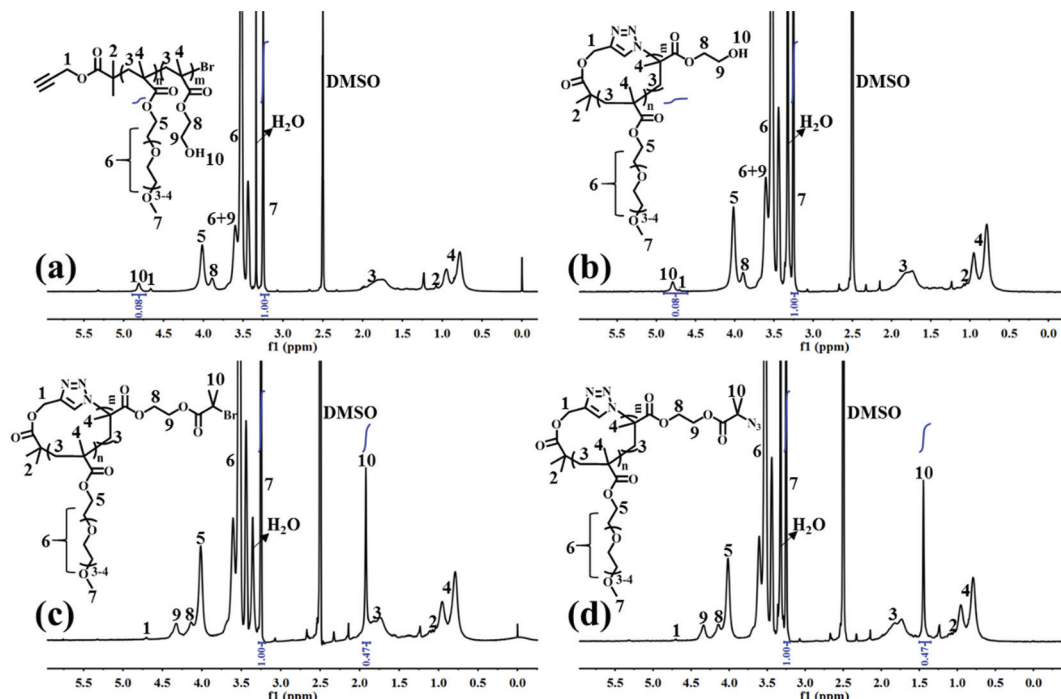 1
O
O
2
3
4
3
4
n
m
Br
O
O
O
O
5
8
9
OH
10
6
O
O
3-4
7
6
H₂O
DMSO
6+9
7
5
8
10
1
3
2
4
(a)
0.08
1.00
5.5 5.0 4.5 4.0 3.5 3.0 2.5 2.0 1.5 1.0 0.5 0.0
f1 (ppm)
1
N=N
N
m
O
O
8
9
OH
10
O
O
4
3
3
4
n
2
O
O
5
6
O
O
3-4
7
6
H₂O
DMSO
6+9
7
5
8
10
1
3
2
4
(b)
0.08
1.00
5.5 5.0 4.5 4.0 3.5 3.0 2.5 2.0 1.5 1.0 0.5 0.0
f1 (ppm)
1
N=N
N
m
O
O
8
9
O
O
10
Br
O
O
4
3
3
4
n
2
O
O
5
6
O
O
3-4
7
6
7
H₂O
DMSO
10
5
9
8
1
3
2
4
(c)
1.00
0.47
5.5 5.0 4.5 4.0 3.5 3.0 2.5 2.0 1.5 1.0 0.5 0.0
f1 (ppm)
1
N=N
N
m
O
O
8
9
O
O
10
N₃
O
O
4
3
3
4
n
2
O
O
5
6
O
O
3-4
7
6
7
H₂O
DMSO
10
5
9
8
1
3
2
4
(d)
1.00
0.47
5.5 5.0 4.5 4.0 3.5 3.0 2.5 2.0 1.5 1.0 0.5 0.0
f1 (ppm)